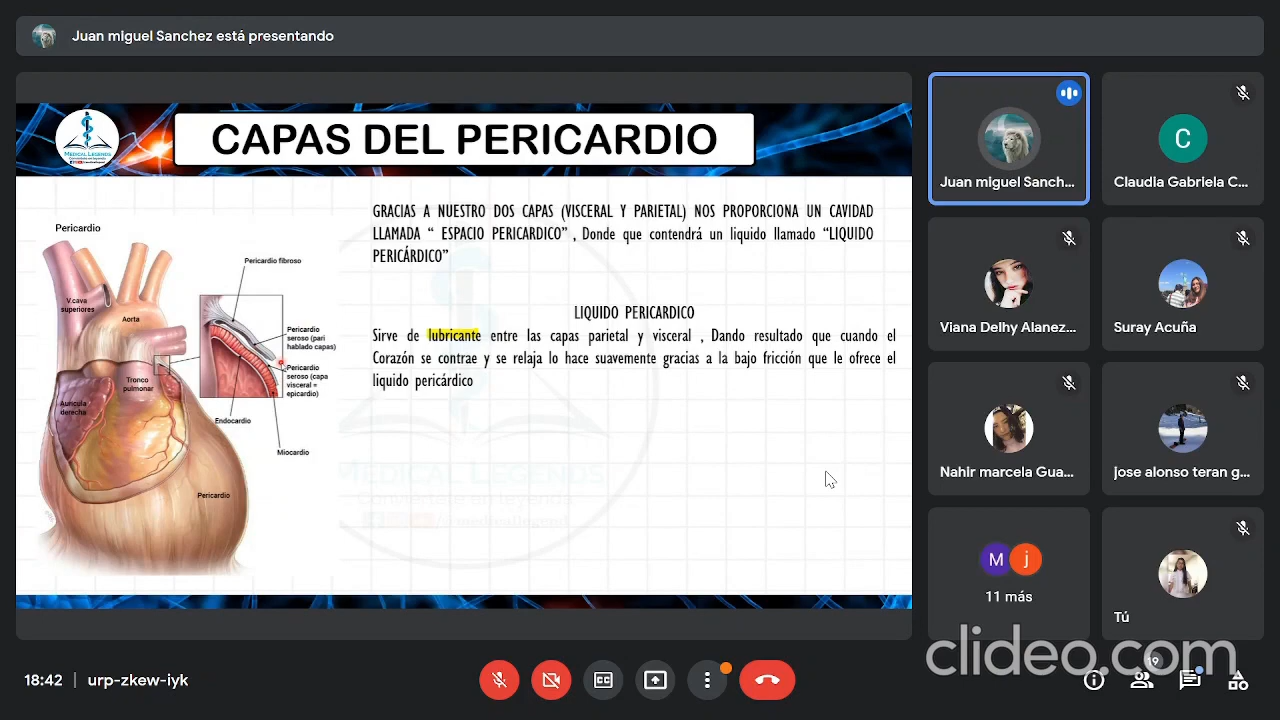 Juan miguel Sanchez está presentando
MEDICAL LEGENDS
CAPAS DEL PERICARDIO
GRACIAS A NUESTRO DOS CAPAS (VISCERAL Y PARIETAL) NOS PROPORCIONA UN CAVIDAD
LLAMADA “ ESPACIO PERICARDICO” , Donde que contendrá un liquido llamado “LIQUIDO
PERICÁRDICO”
LIQUIDO PERICARDICO
Sirve de lubricante entre las capas parietal y visceral , Dando resultado que cuando el
Corazón se contrae y se relaja lo hace suavemente gracias a la bajo fricción que le ofrece el
liquido pericárdico
Pericardio
V.cava
superiores
Aorta
Tronco
pulmonar
Auricula
derecha
Pericardio
Pericardio fibroso
Pericardio
seroso (pari
hablado capas)
Pericardio
seroso (capa
visceral =
epicardio)
Endocardio
Miocardio
MEDICAL LEGENDS
Juan miguel Sanch...
C
Claudia Gabriela C...
Viana Delhy Alanez...
Suray Acuña
Nahir marcela Gua...
jose alonso teran g...
M
j
11 más
Tú
clideo.com
18:42
urp-zkew-iyk
19